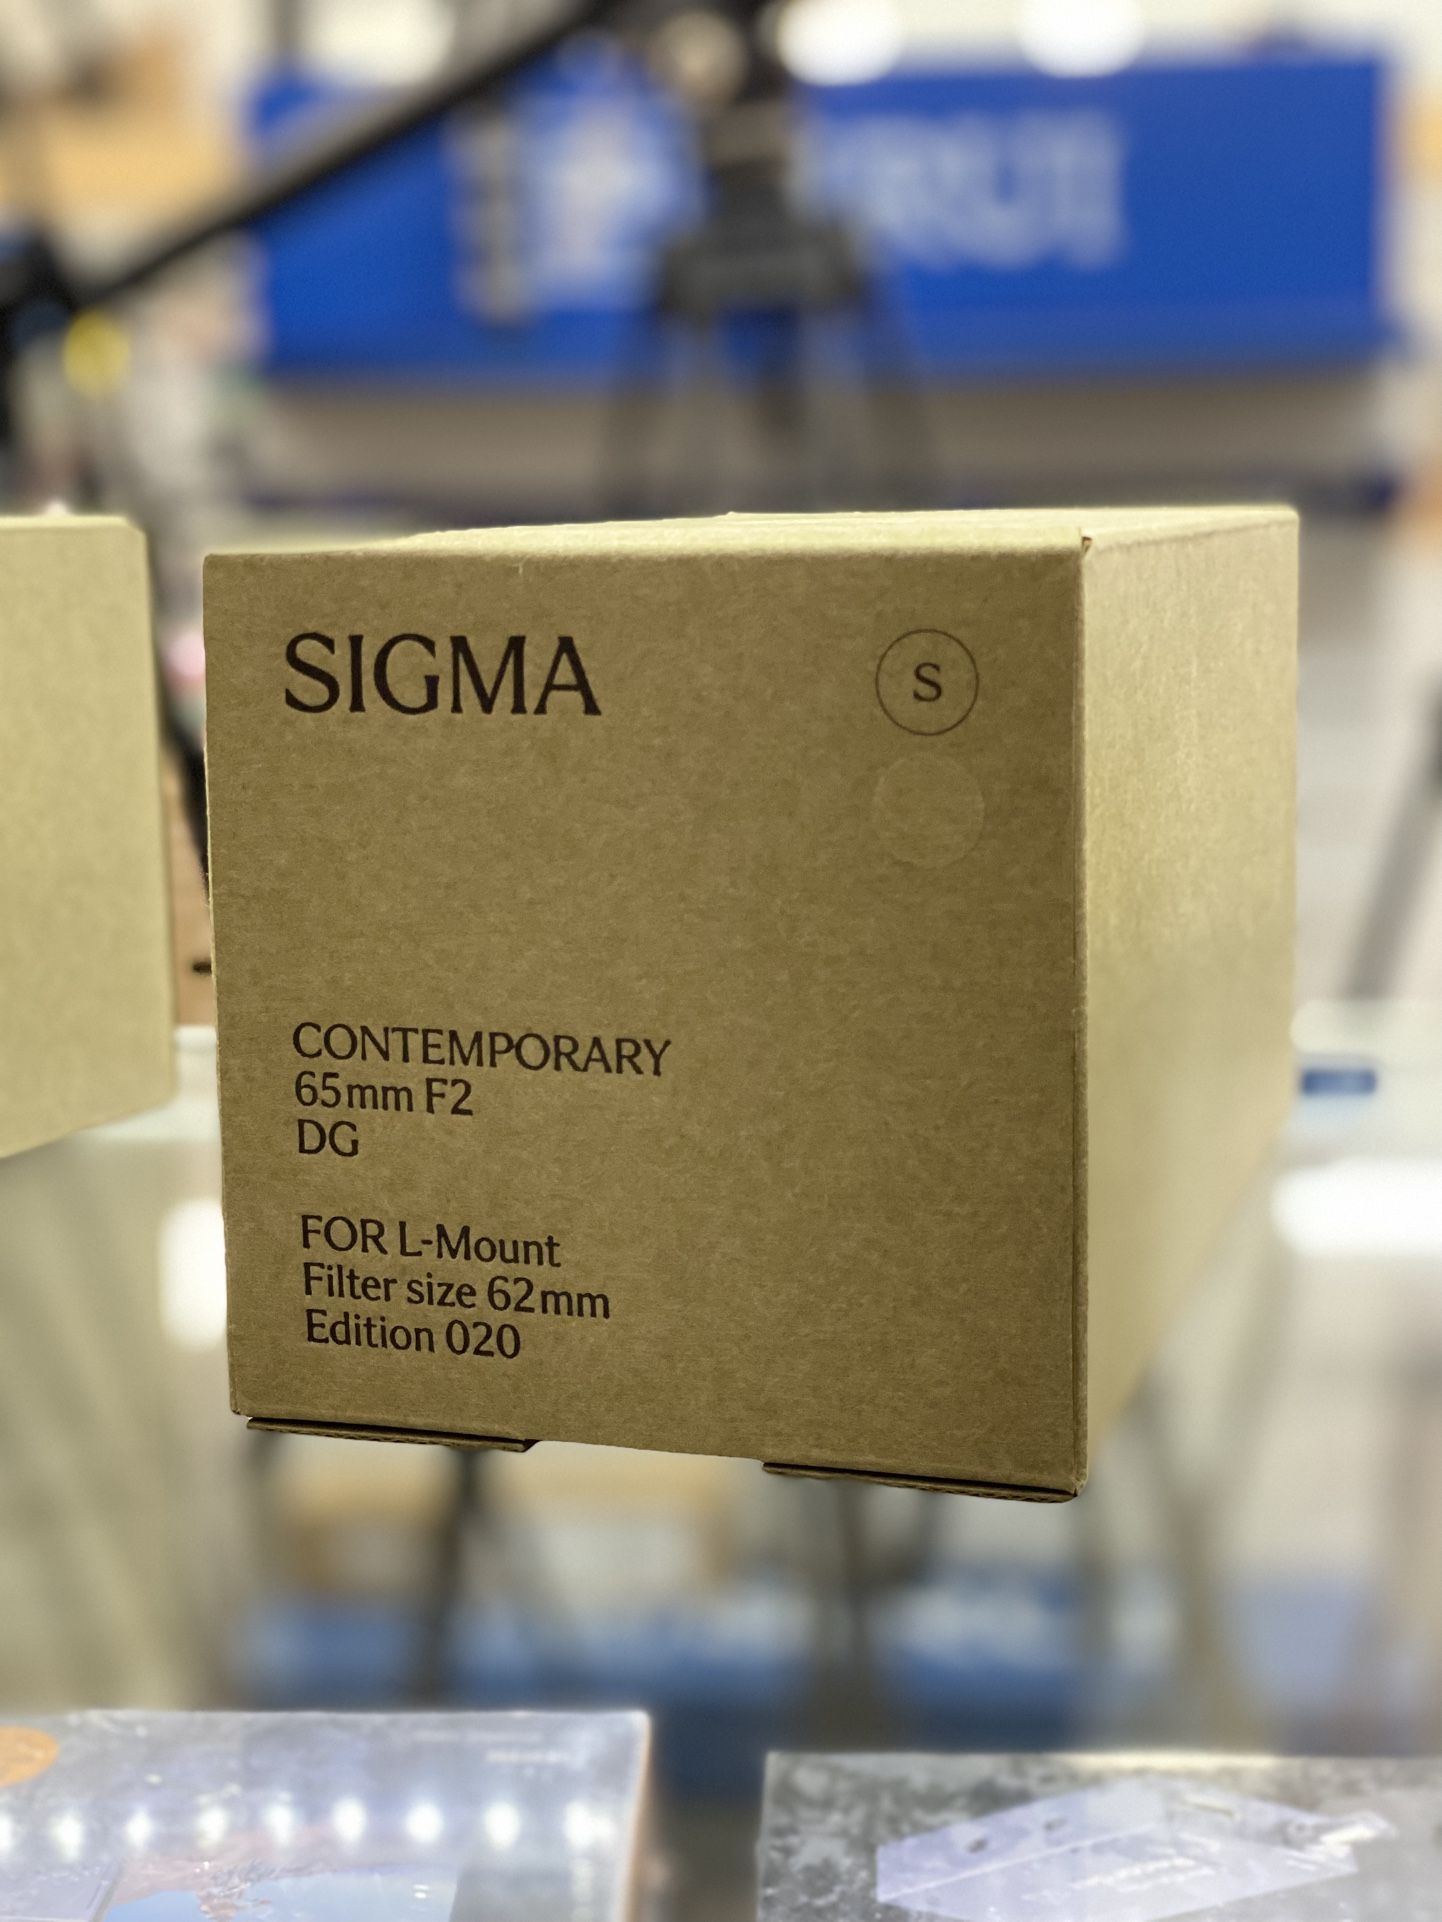 SIGMA
S
CONTEMPORARY
65mm F2
DG
FOR L-Mount
Filter size 62mm
Edition 020